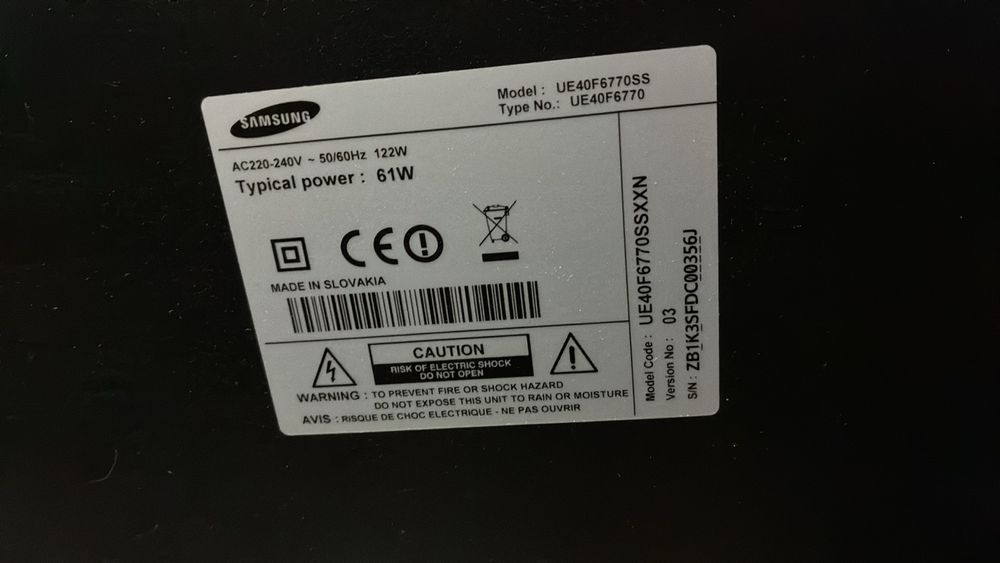 SAMSUNG
Model : UE40F6770SS
Type No.: UE40F6770
AC220-240V ~ 50/60Hz 122W
Typical power : 61W
CE
MADE IN SLOVAKIA
CAUTION
RISK OF ELECTRIC SHOCK
DO NOT OPEN
WARNING : TO PREVENT FIRE OR SHOCK HAZARD
DO NOT EXPOSE THIS UNIT TO RAIN OR MOISTURE
AVIS : RISQUE DE CHOC ELECTRIQUE - NE PAS OUVRIR
Model Code : UE40F6770SSXXN
Version No : 03
S/N : ZB1K3SFDC00356J